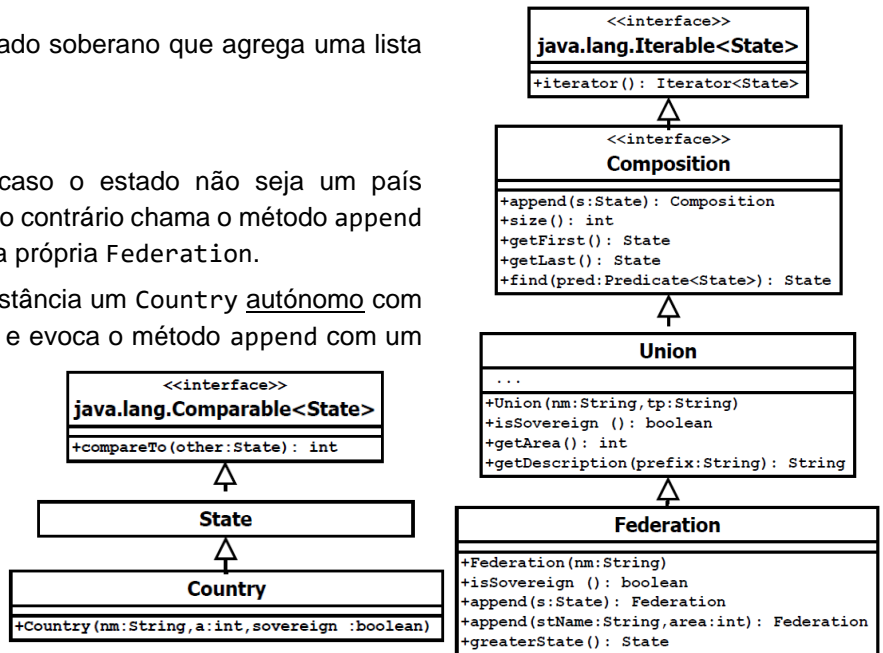 ado soberano que agrega uma lista
caso o estado não seja um país
o contrário chama o método append
a própria Federation.
stância um Country autónomo com
e evoca o método append com um
<<interface>>
java.lang.Iterable<State>
+iterator(): Iterator<State>
<<interface>>
Composition
+append(s:State): Composition
+size(): int
+getFirst(): State
+getLast(): State
+find(pred:Predicate<State>): State
Union
...
+Union(nm:String,tp:String)
+isSovereign (): boolean
+getArea(): int
+getDescription(prefix:String): String
Federation
+Federation(nm:String)
+isSovereign (): boolean
+append(s:State): Federation
+append(stName:String,area:int): Federation
+greaterState(): State
<<interface>>
java.lang.Comparable<State>
+compareTo(other:State): int
State
Country
+Country(nm:String,a:int,sovereign :boolean)